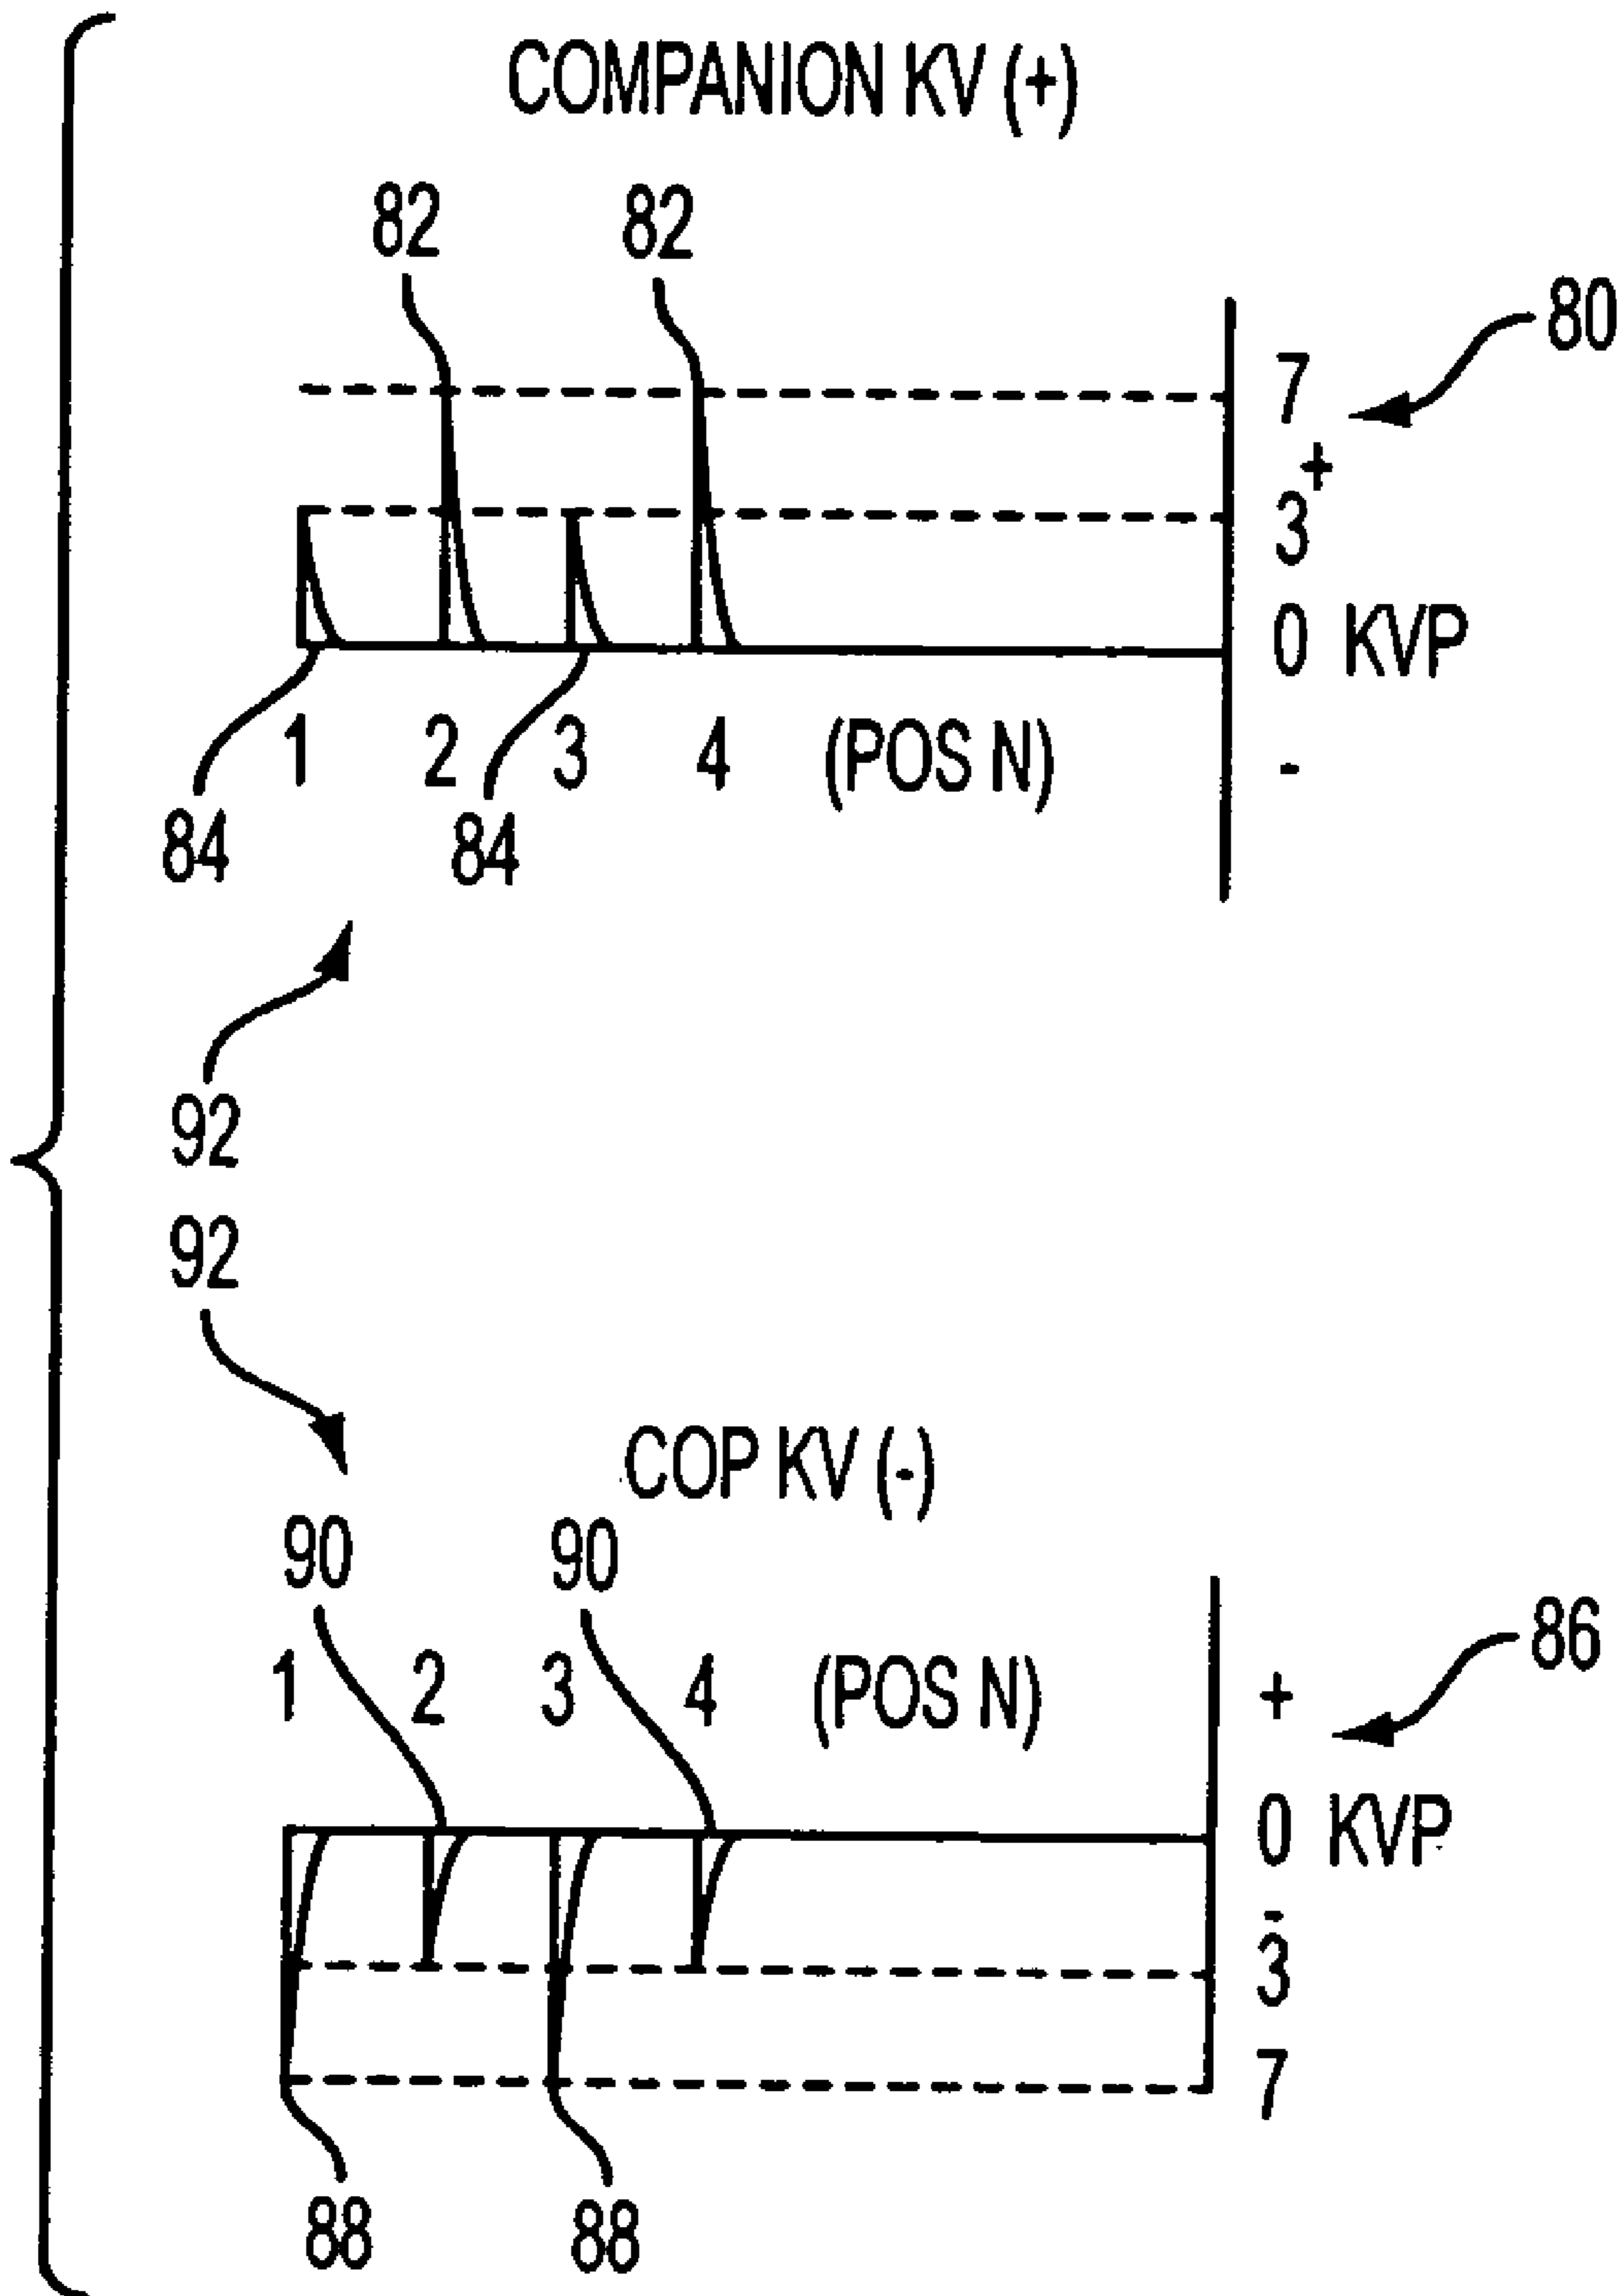 COMPANION KV (+)
82 82
80
7
+
3
0 KVP
1 2 3 4 (POS N)
-
84 84
92
92
COP KV (-)
90 90
86
1 2 3 4 (POS N)
+
0 KVP
-
3
7
88 88